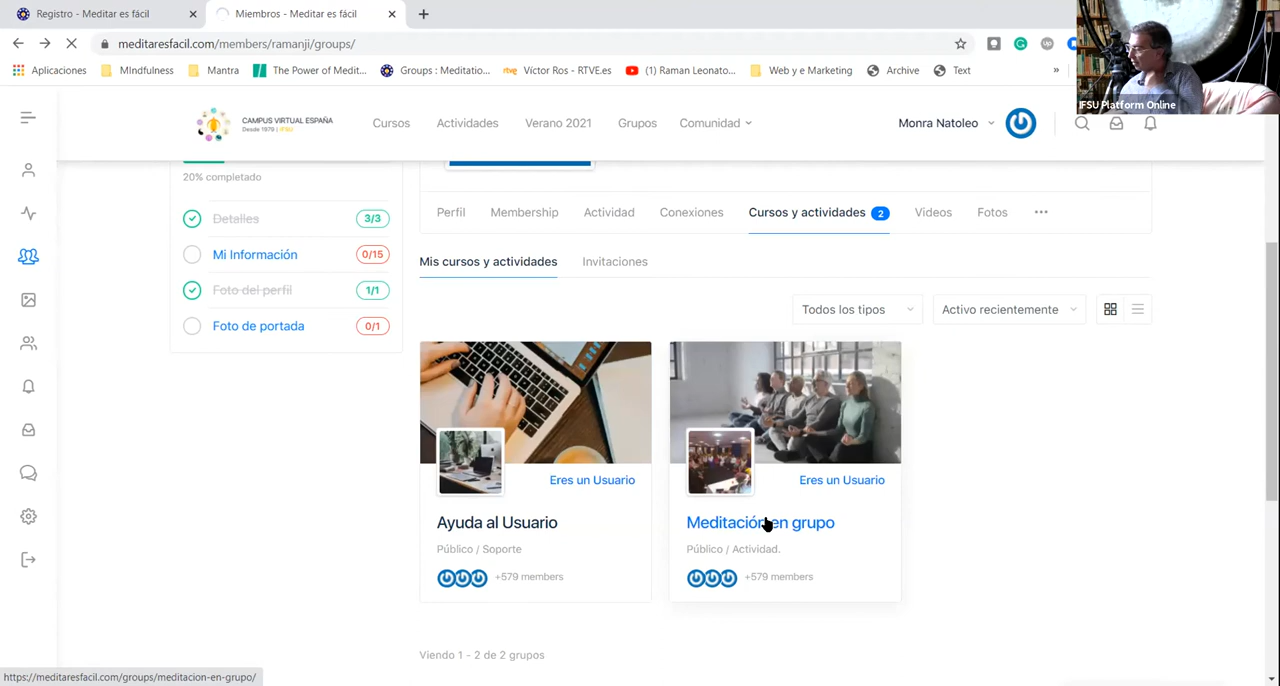 Registro - Meditar es fácil
Miembros - Meditar es fácil
meditaresfacil.com/members/ramanji/groups/
Aplicaciones
MIndfulness
Mantra
The Power of Medit...
Groups : Meditatio...
rtve
Víctor Ros - RTVE.es
(1) Raman Leonato...
Web y e Marketing
Archive
Text
»
IFSU Platform Online
CAMPUS VIRTUAL ESPAÑA
Desde 1979 | IFSU
Cursos
Actividades
Verano 2021
Grupos
Comunidad
Monra Natoleo
20% completado
Detalles 3/3
Mi Información 0/15
Foto del perfil 1/1
Foto de portada 0/1
Perfil
Membership
Actividad
Conexiones
Cursos y actividades 2
Videos
Fotos
Mis cursos y actividades
Invitaciones
Todos los tipos
Activo recientemente
Eres un Usuario
Ayuda al Usuario
Público / Soporte
+579 members
Eres un Usuario
Meditación en grupo
Público / Actividad.
+579 members
Viendo 1 - 2 de 2 grupos
https://meditaresfacil.com/groups/meditacion-en-grupo/